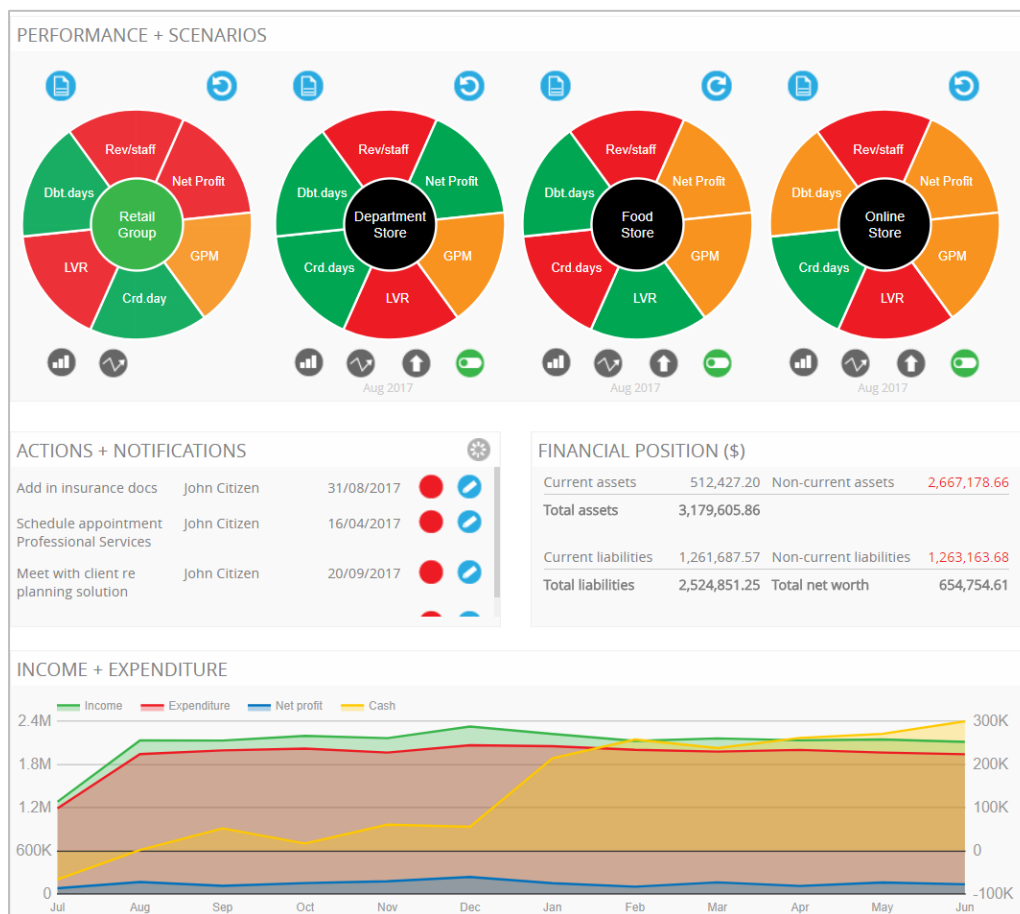 PERFORMANCE + SCENARIOS
Rev/staff
Net Profit
GPM
Crd.day
LVR
Dbt.days
Retail
Group
Rev/staff
Net Profit
GPM
LVR
Crd.days
Dbt.days
Department
Store
Aug 2017
Rev/staff
Net Profit
GPM
LVR
Crd.days
Dbt.days
Food
Store
Aug 2017
Rev/staff
Net Profit
GPM
LVR
Crd.days
Dbt.days
Online
Store
Aug 2017
ACTIONS + NOTIFICATIONS
Add in insurance docs John Citizen 31/08/2017
Schedule appointment John Citizen 16/04/2017
Professional Services
Meet with client re John Citizen 20/09/2017
planning solution
FINANCIAL POSITION ($)
Current assets 512,427.20 Non-current assets 2,667,178.66
Total assets 3,179,605.86
Current liabilities 1,261,687.57 Non-current liabilities 1,263,163.68
Total liabilities 2,524,851.25 Total net worth 654,754.61
INCOME + EXPENDITURE
Income Expenditure Net profit Cash
2.4M 300K
1.8M 200K
1.2M 100K
600K 0
0 -100K
Jul Aug Sep Oct Nov Dec Jan Feb Mar Apr May Jun